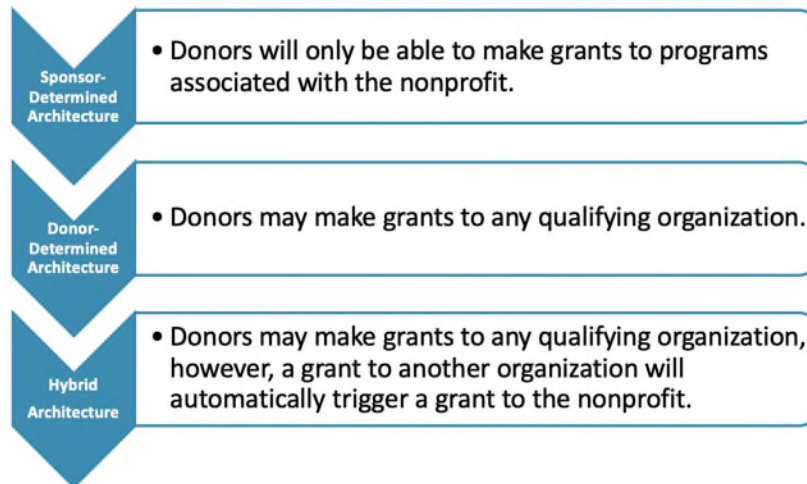 Sponsor-
Determined
Architecture
• Donors will only be able to make grants to programs
associated with the nonprofit.
Donor-
Determined
Architecture
• Donors may make grants to any qualifying organization.
Hybrid
Architecture
• Donors may make grants to any qualifying organization,
however, a grant to another organization will
automatically trigger a grant to the nonprofit.